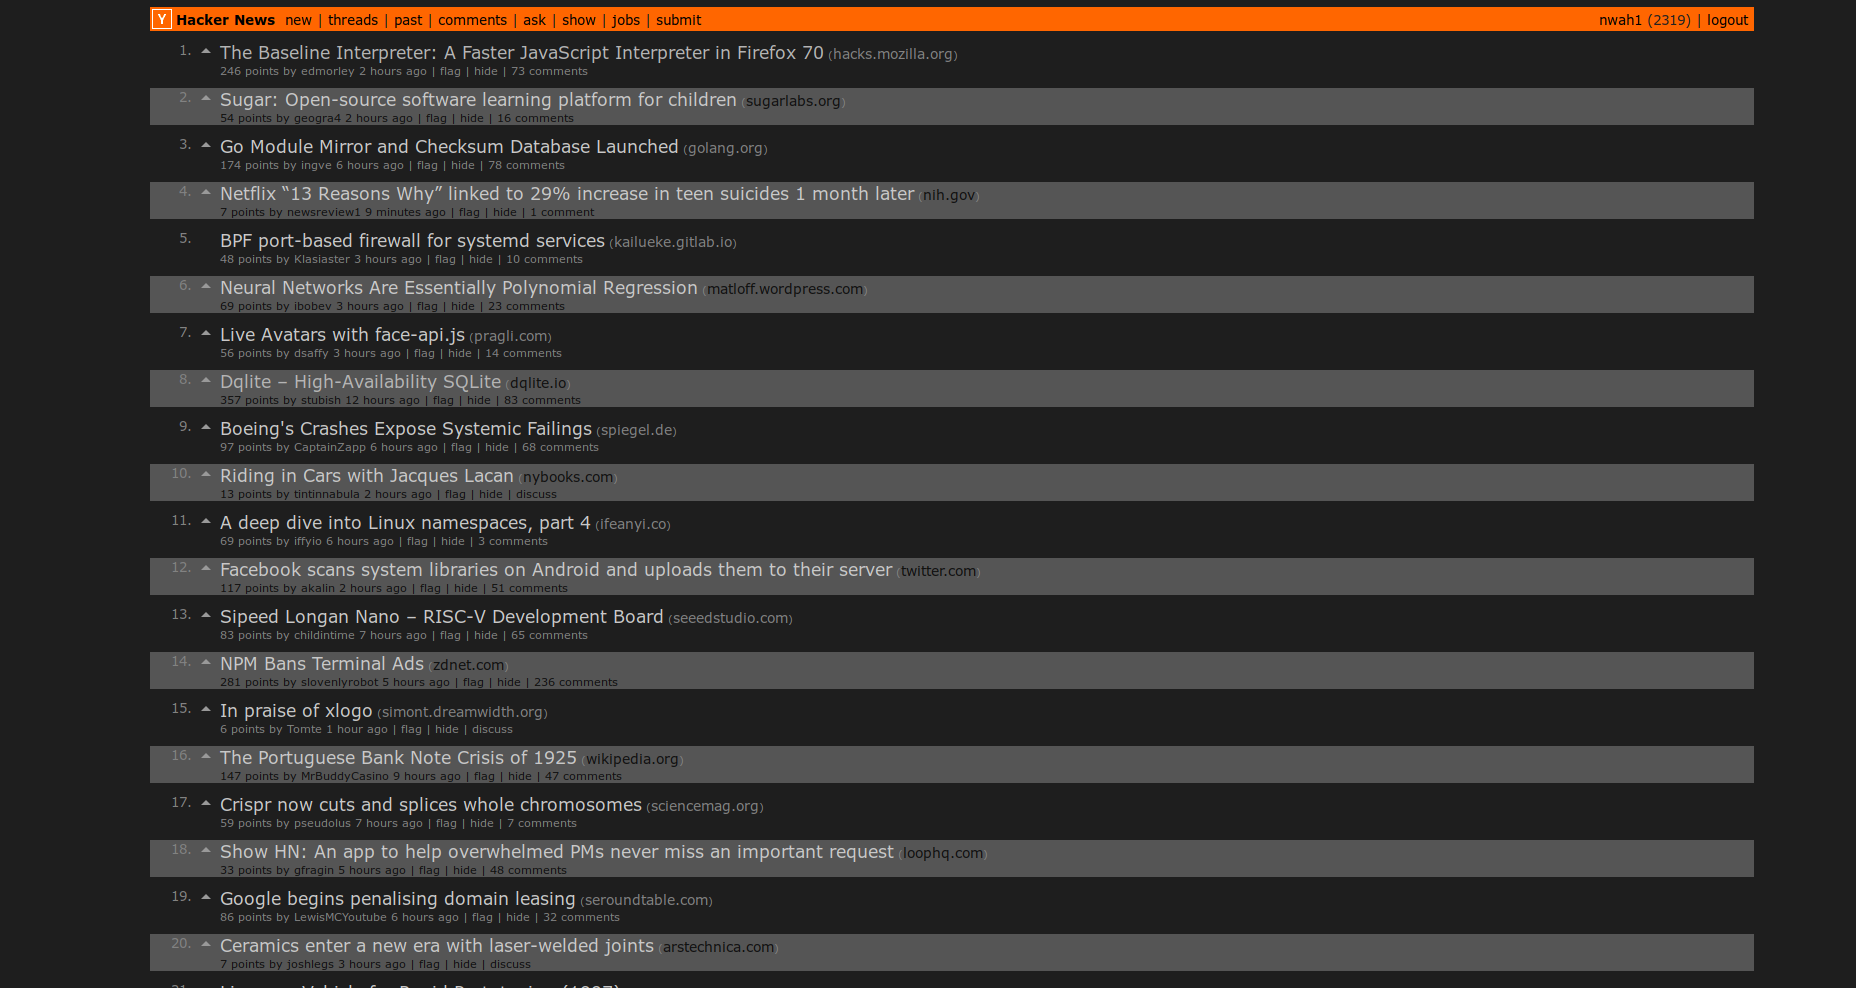 Y Hacker News new | threads | past | comments | ask | show | jobs | submit nwah1 (2319) | logout
1. The Baseline Interpreter: A Faster JavaScript Interpreter in Firefox 70 (hacks.mozilla.org)
246 points by edmorley 2 hours ago | flag | hide | 73 comments
2. Sugar: Open-source software learning platform for children (sugarlabs.org)
54 points by geogra4 2 hours ago | flag | hide | 16 comments
3. Go Module Mirror and Checksum Database Launched (golang.org)
174 points by ingve 6 hours ago | flag | hide | 78 comments
4. Netflix “13 Reasons Why” linked to 29% increase in teen suicides 1 month later (nih.gov)
7 points by newsreview1 9 minutes ago | flag | hide | 1 comment
5. BPF port-based firewall for systemd services (kailueke.gitlab.io)
48 points by Klasiaster 3 hours ago | flag | hide | 10 comments
6. Neural Networks Are Essentially Polynomial Regression (matloff.wordpress.com)
69 points by ibobev 3 hours ago | flag | hide | 23 comments
7. Live Avatars with face-api.js (pragli.com)
56 points by dsaffy 3 hours ago | flag | hide | 14 comments
8. Dqlite – High-Availability SQLite (dqlite.io)
357 points by stubish 12 hours ago | flag | hide | 83 comments
9. Boeing's Crashes Expose Systemic Failings (spiegel.de)
97 points by CaptainZapp 6 hours ago | flag | hide | 68 comments
10. Riding in Cars with Jacques Lacan (nybooks.com)
13 points by tintinnabula 2 hours ago | flag | hide | discuss
11. A deep dive into Linux namespaces, part 4 (ifeanyi.co)
69 points by iffyio 6 hours ago | flag | hide | 3 comments
12. Facebook scans system libraries on Android and uploads them to their server (twitter.com)
117 points by akalin 2 hours ago | flag | hide | 51 comments
13. Sipeed Longan Nano – RISC-V Development Board (seeedstudio.com)
83 points by childintime 7 hours ago | flag | hide | 65 comments
14. NPM Bans Terminal Ads (zdnet.com)
281 points by slovenlyrobot 5 hours ago | flag | hide | 236 comments
15. In praise of xlogo (simont.dreamwidth.org)
6 points by Tomte 1 hour ago | flag | hide | discuss
16. The Portuguese Bank Note Crisis of 1925 (wikipedia.org)
147 points by MrBuddyCasino 9 hours ago | flag | hide | 47 comments
17. Crispr now cuts and splices whole chromosomes (sciencemag.org)
59 points by pseudolus 7 hours ago | flag | hide | 7 comments
18. Show HN: An app to help overwhelmed PMs never miss an important request (loophq.com)
33 points by gfragin 5 hours ago | flag | hide | 48 comments
19. Google begins penalising domain leasing (seroundtable.com)
86 points by LewisMCYoutube 6 hours ago | flag | hide | 32 comments
20. Ceramics enter a new era with laser-welded joints (arstechnica.com)
7 points by joshlegs 3 hours ago | flag | hide | discuss